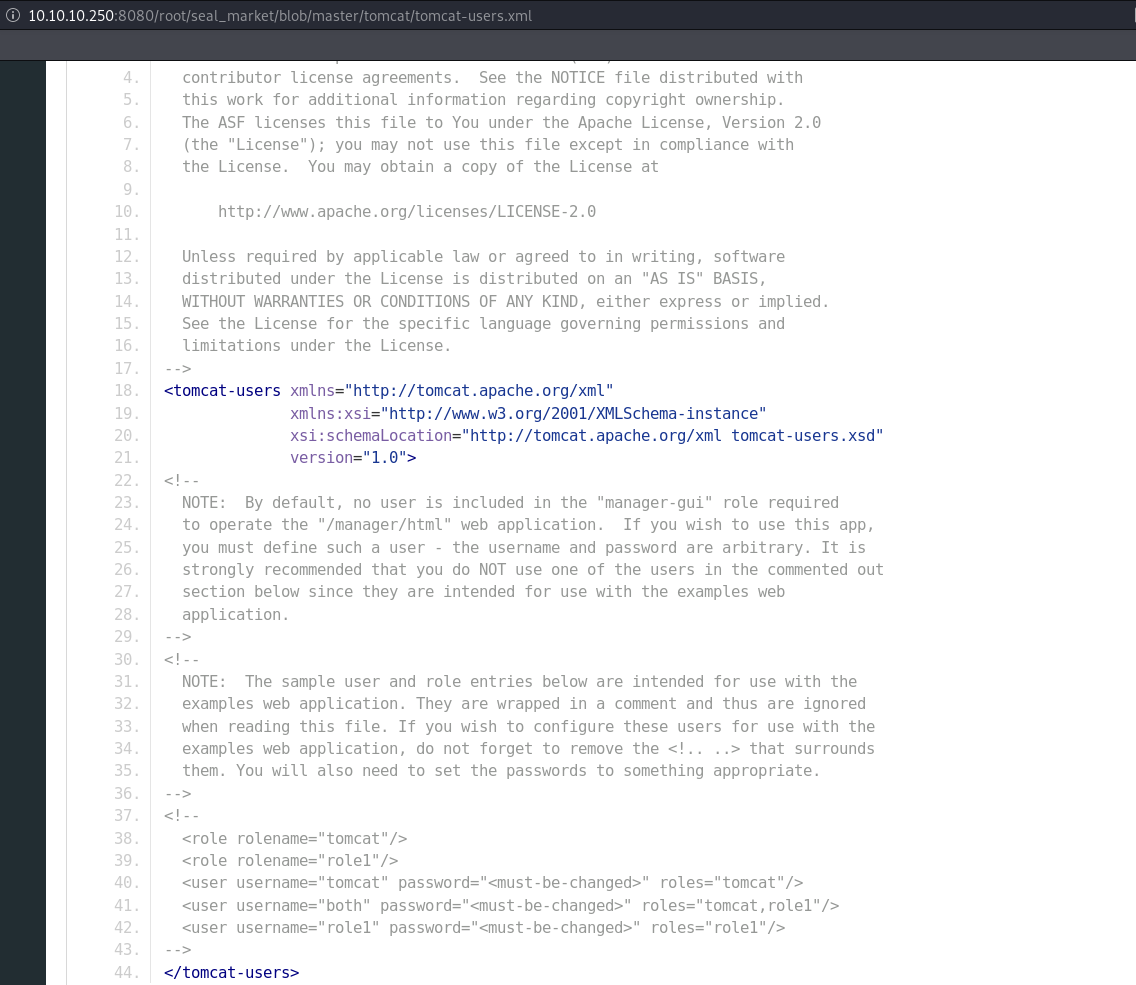 10.10.10.250:8080/root/seal_market/blob/master/tomcat/tomcat-users.xml
4. contributor license agreements.  See the NOTICE file distributed with
5. this work for additional information regarding copyright ownership.
6. The ASF licenses this file to You under the Apache License, Version 2.0
7. (the "License"); you may not use this file except in compliance with
8. the License.  You may obtain a copy of the License at
9.
10. http://www.apache.org/licenses/LICENSE-2.0
11.
12. Unless required by applicable law or agreed to in writing, software
13. distributed under the License is distributed on an "AS IS" BASIS,
14. WITHOUT WARRANTIES OR CONDITIONS OF ANY KIND, either express or implied.
15. See the License for the specific language governing permissions and
16. limitations under the License.
17. -->
18. <tomcat-users xmlns="http://tomcat.apache.org/xml"
19. xmlns:xsi="http://www.w3.org/2001/XMLSchema-instance"
20. xsi:schemaLocation="http://tomcat.apache.org/xml tomcat-users.xsd"
21. version="1.0">
22. <!--
23. NOTE:  By default, no user is included in the "manager-gui" role required
24. to operate the "/manager/html" web application.  If you wish to use this app,
25. you must define such a user - the username and password are arbitrary. It is
26. strongly recommended that you do NOT use one of the users in the commented out
27. section below since they are intended for use with the examples web
28. application.
29. -->
30. <!--
31. NOTE:  The sample user and role entries below are intended for use with the
32. examples web application. They are wrapped in a comment and thus are ignored
33. when reading this file. If you wish to configure these users for use with the
34. examples web application, do not forget to remove the <!.. ..> that surrounds
35. them. You will also need to set the passwords to something appropriate.
36. -->
37. <!--
38. <role rolename="tomcat"/>
39. <role rolename="role1"/>
40. <user username="tomcat" password="<must-be-changed>" roles="tomcat"/>
41. <user username="both" password="<must-be-changed>" roles="tomcat,role1"/>
42. <user username="role1" password="<must-be-changed>" roles="role1"/>
43. -->
44. </tomcat-users>